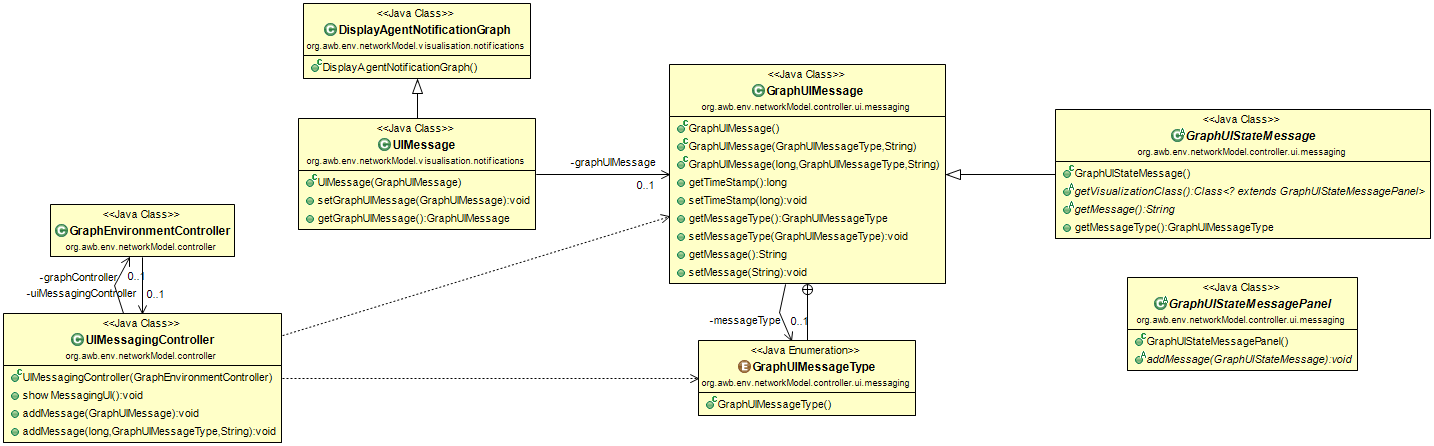 <<Java Class>>
DisplayAgentNotificationGraph
org.awb.env.networkModel.visualisation.notifications
DisplayAgentNotificationGraph()
<<Java Class>>
UIMessage
org.awb.env.networkModel.visualisation.notifications
UIMessage(GraphUIMessage)
setGraphUIMessage(GraphUIMessage):void
getGraphUIMessage():GraphUIMessage
-graphUIMessage
0..1
<<Java Class>>
GraphUIMessage
org.awb.env.networkModel.controller.ui.messaging
GraphUIMessage()
GraphUIMessage(GraphUIMessageType,String)
GraphUIMessage(long,GraphUIMessageType,String)
getTimeStamp():long
setTimeStamp(long):void
getMessageType():GraphUIMessageType
setMessageType(GraphUIMessageType):void
getMessage():String
setMessage(String):void
<<Java Class>>
GraphUIStateMessage
org.awb.env.networkModel.controller.ui.messaging
GraphUIStateMessage()
getVisualizationClass():Class<? extends GraphUIStateMessagePanel>
getMessage():String
getMessageType():GraphUIMessageType
<<Java Class>>
GraphEnvironmentController
org.awb.env.networkModel.controller
-graphController
0..1
-uiMessagingController
0..1
<<Java Class>>
UIMessagingController
org.awb.env.networkModel.controller
UIMessagingController(GraphEnvironmentController)
showMessagingUI():void
addMessage(GraphUIMessage):void
addMessage(long,GraphUIMessageType,String):void
-messageType
0..1
<<Java Enumeration>>
GraphUIMessageType
org.awb.env.networkModel.controller.ui.messaging
GraphUIMessageType()
<<Java Class>>
GraphUIStateMessagePanel
org.awb.env.networkModel.controller.ui.messaging
GraphUIStateMessagePanel()
addMessage(GraphUIStateMessage):void